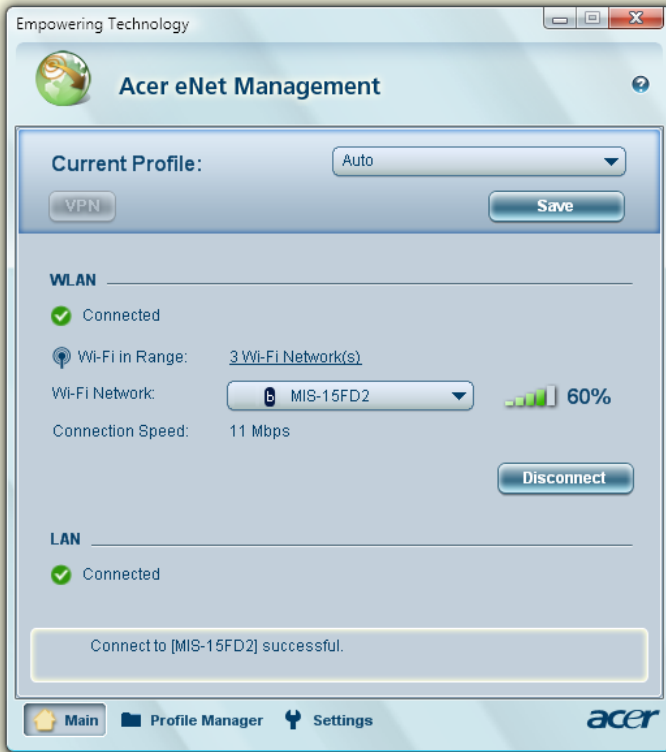 Empowering Technology
Acer eNet Management
Current Profile: Auto
VPN Save
WLAN
Connected
Wi-Fi in Range: 3 Wi-Fi Network(s)
Wi-Fi Network: b MIS-15FD2 60%
Connection Speed: 11 Mbps
Disconnect
LAN
Connected
Connect to [MIS-15FD2] successful.
Main Profile Manager Settings acer